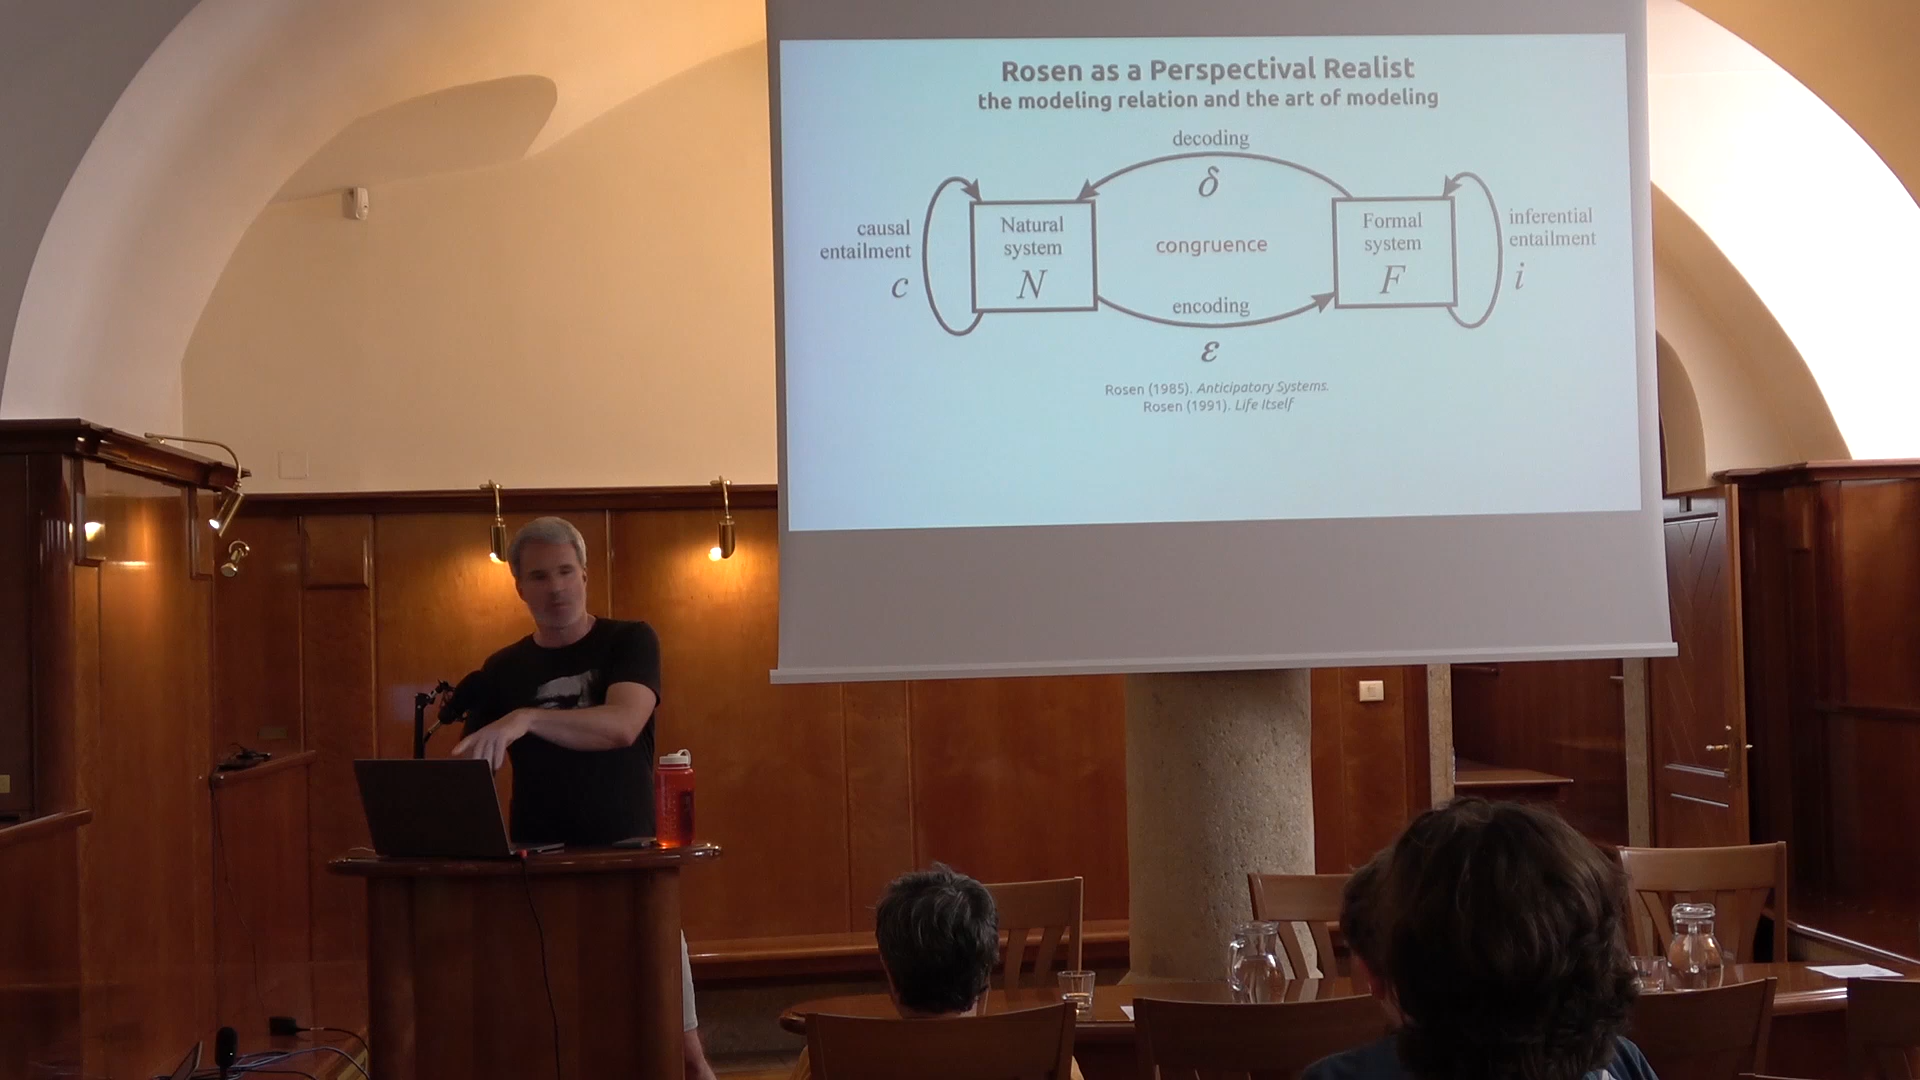 Rosen as a Perspectival Realist
the modeling relation and the art of modeling
decoding
δ
causal
entailment
c
Natural
system
N
congruence
Formal
system
F
inferential
entailment
i
encoding
ε
Rosen (1985). Anticipatory Systems.
Rosen (1991). Life Itself